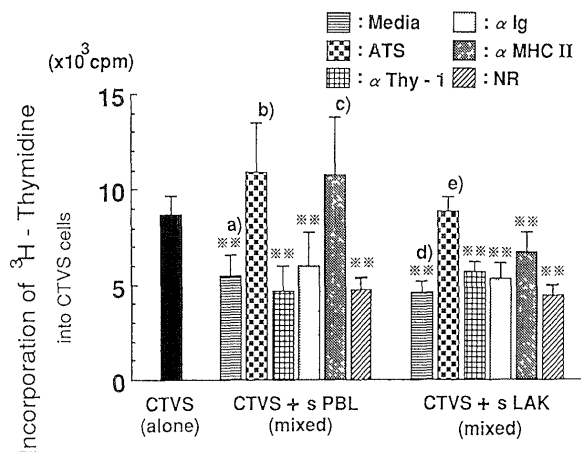 : Media
: α Ig
: ATS
: α MHC II
: α Thy - 1
: NR
(x10³cpm)
15
10
5
0
Incorporation of ³H - Thymidine
into CTVS cells
a)
※※
b)
※※
※※
c)
※※
d)
※※
e)
※※
※※
※※
※※
CTVS
(alone)
CTVS + s PBL
(mixed)
CTVS + s LAK
(mixed)